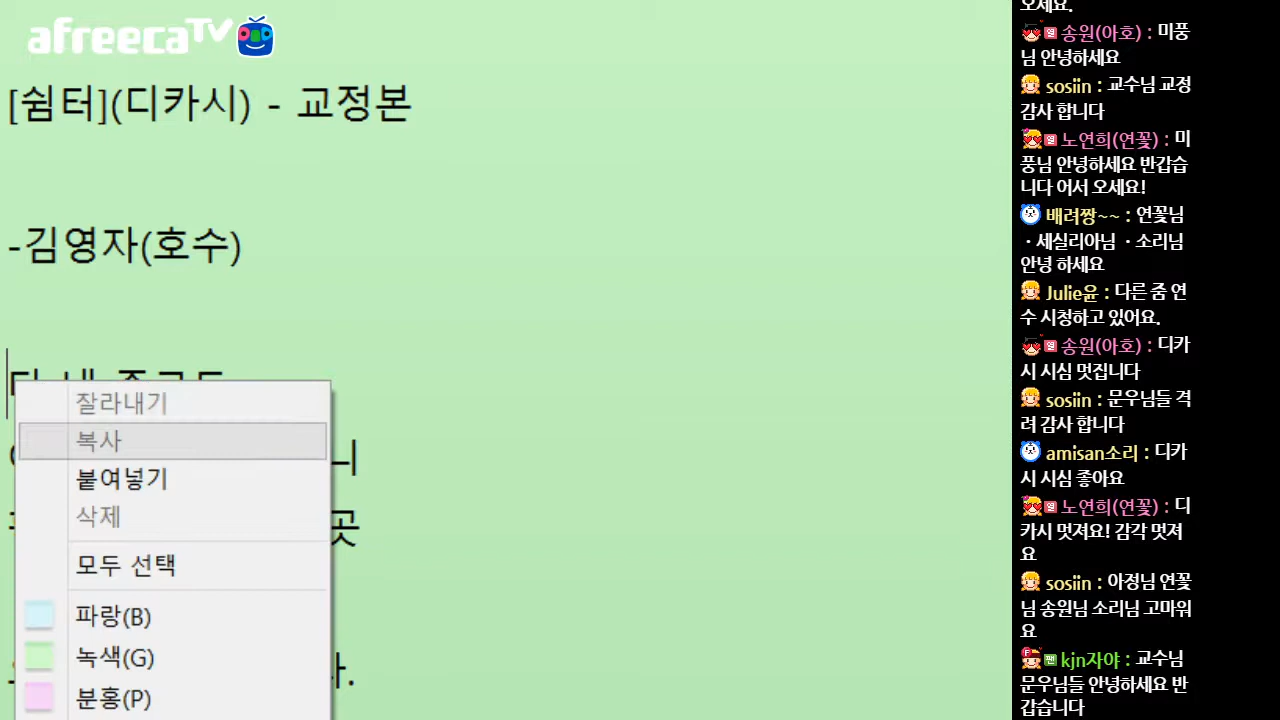 afreecaTV
[쉼터](디카시) - 교정본
-김영자(호수)
니
곳
자.
잘라내기
복사
붙여넣기
삭제
모두 선택
파랑(B)
녹색(G)
분홍(P)
오세요.
송원(아호) : 미풍
님 안녕하세요
sosiin : 교수님 교정
감사 합니다
노연희(연꽃) : 미
풍님 안녕하세요 반갑습
니다 어서 오세요!
배려짱~~ : 연꽃님
·세실리아님 ·소리님
안녕 하세요
Julie윤 : 다른 줌 연
수 시청하고 있어요.
송원(아호) : 디카
시 시심 멋집니다
sosiin : 문우님들 격
려 감사 합니다
amisan소리 : 디카
시 시심 좋아요
노연희(연꽃) : 디
카시 멋져요! 감각 멋져
요
sosiin : 아정님 연꽃
님 송원님 소리님 고마워
요
kjn자야 : 교수님
문우님들 안녕하세요 반
갑습니다